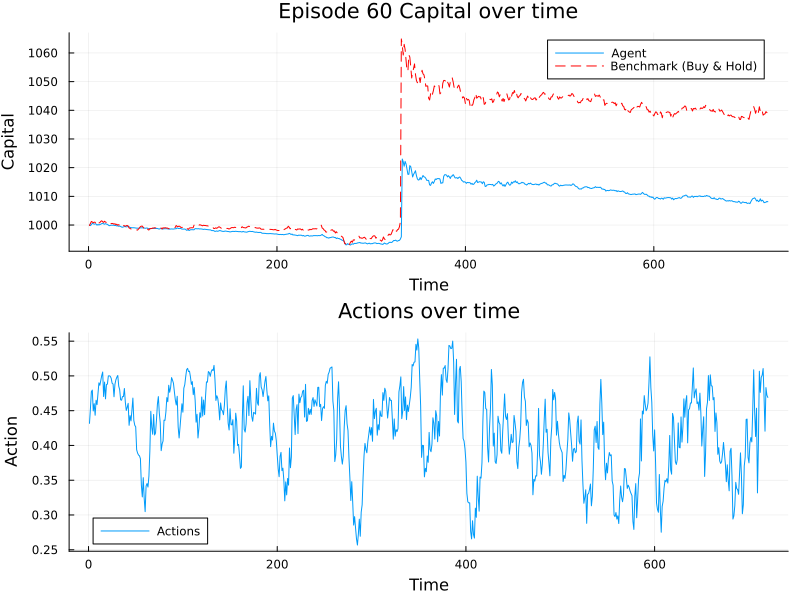 Episode 60 Capital over time
Capital
1060
1050
1040
1030
1020
1010
1000
Agent
Benchmark (Buy & Hold)
0 200 400 600
Time
Actions over time
Action
0.55
0.50
0.45
0.40
0.35
0.30
0.25
Actions
0 200 400 600
Time